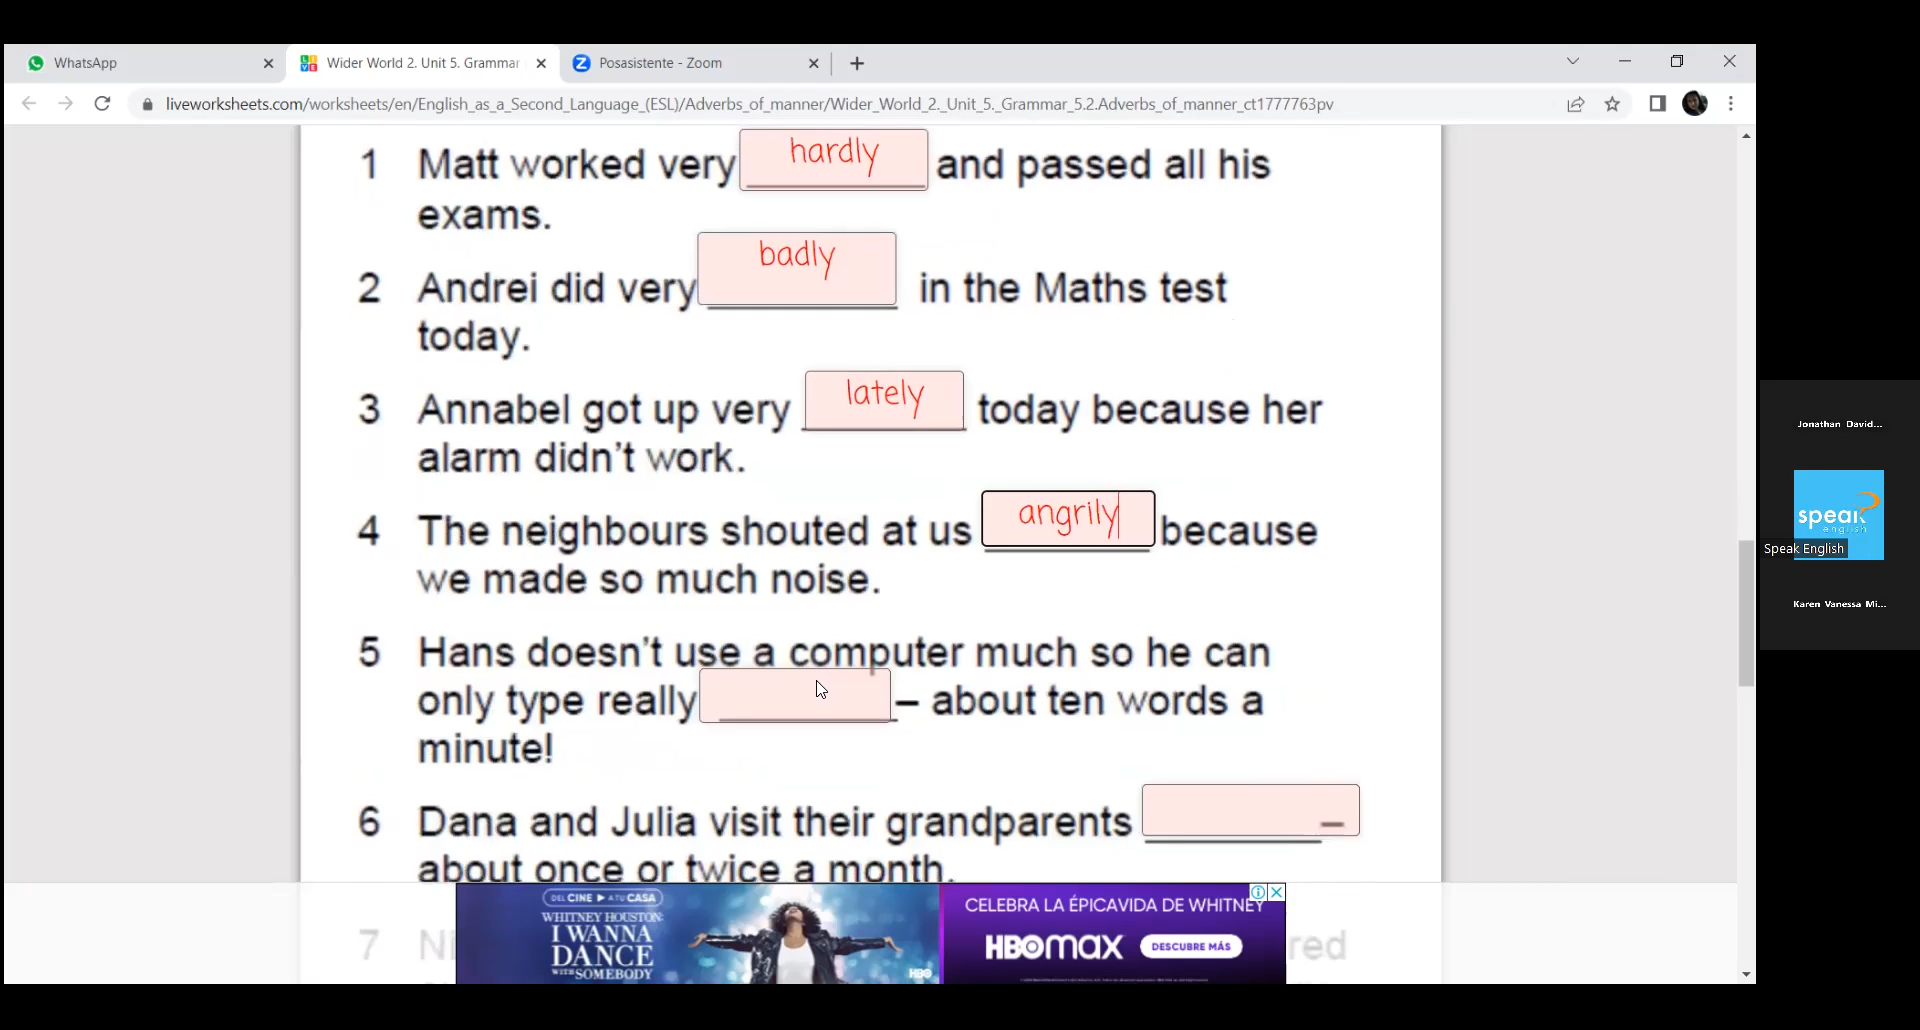 WhatsApp
Wider World 2. Unit 5. Grammar
Posasistente - Zoom
liveworksheets.com/worksheets/en/English_as_a_Second_Language_(ESL)/Adverbs_of_manner/Wider_World_2._Unit_5._Grammar_5.2.Adverbs_of_manner_ct1777763pv
1 Matt worked very hardly and passed all his
exams.
2 Andrei did very badly in the Maths test
today.
3 Annabel got up very lately today because her
alarm didn't work.
4 The neighbours shouted at us angrily because
we made so much noise.
5 Hans doesn't use a computer much so he can
only type really – about ten words a
minute!
6 Dana and Julia visit their grandparents –
about once or twice a month.
7
DEL CINE ▶ A TU CASA
WHITNEY HOUSTON:
I WANNA
DANCE
WITH SOMEBODY
HBO
CELEBRA LA ÉPICAVIDA DE WHITNEY
HBOMAX DESCUBRE MÁS
Jonathan David...
speak
english
Speak English
Karen Vanessa Mi...